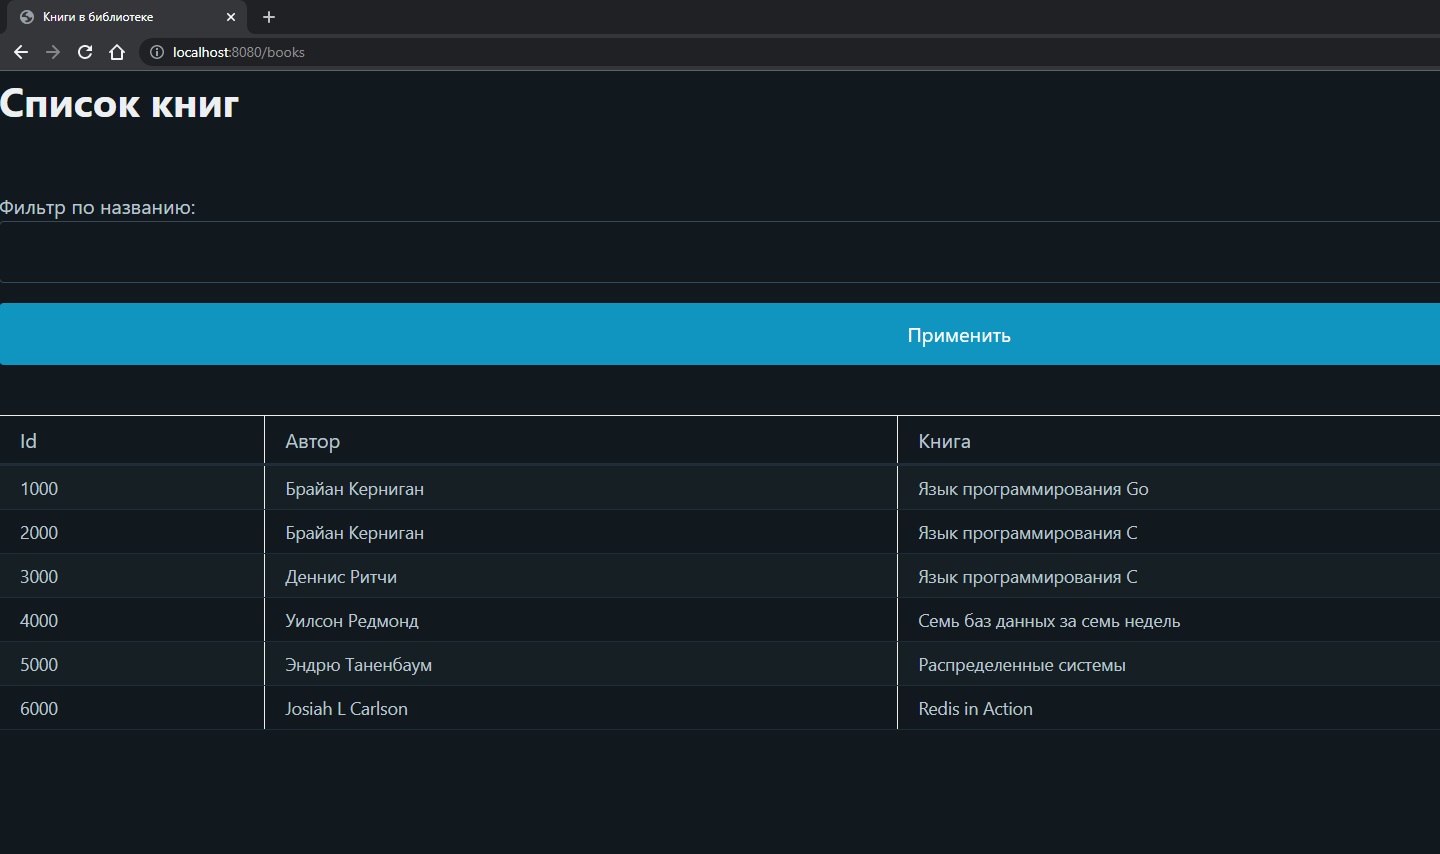 Книги в библиотеке
localhost:8080/books
Список книг
Фильтр по названию:
Применить
Id Автор Книга
1000 Брайан Керниган Язык программирования Go
2000 Брайан Керниган Язык программирования C
3000 Деннис Ритчи Язык программирования C
4000 Уилсон Редмонд Семь баз данных за семь недель
5000 Эндрю Таненбаум Распределенные системы
6000 Josiah L Carlson Redis in Action